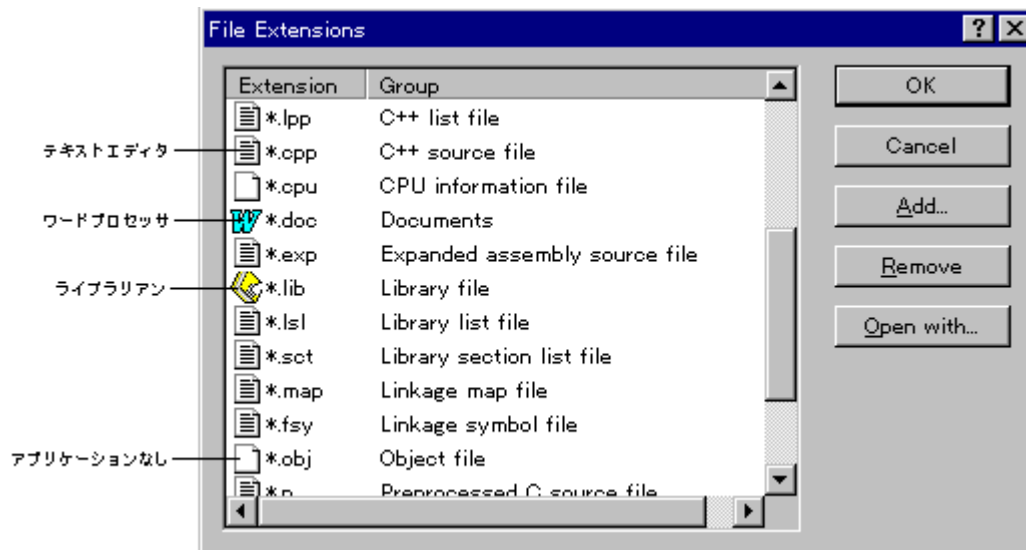 File Extensions
Extension Group
*.lpp C++ list file
テキストエディタ *.cpp C++ source file
*.cpu CPU information file
ワードプロセッサ *.doc Documents
*.exp Expanded assembly source file
ライブラリアン *.lib Library file
*.lsl Library list file
*.sct Library section list file
*.map Linkage map file
*.fsy Linkage symbol file
アプリケーションなし *.obj Object file
*.p Preprocessed C source file
OK
Cancel
Add...
Remove
Open with...